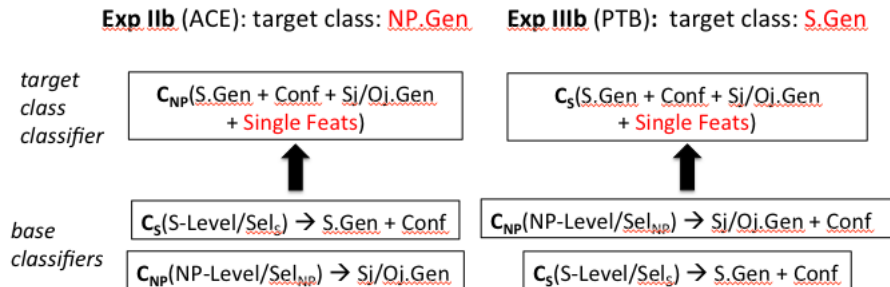 Exp IIb (ACE): target class: NP.Gen
Exp IIIb (PTB): target class: S.Gen
target
class
classifier
C_NP(S.Gen + Conf + Sj/Oj.Gen
+ Single Feats)
C_S(S.Gen + Conf + Sj/Oj.Gen
+ Single Feats)
base
classifiers
C_S(S-Level/Sel_S) → S.Gen + Conf
C_NP(NP-Level/Sel_NP) → Sj/Oj.Gen
C_NP(NP-Level/Sel_NP) → Sj/Oj.Gen + Conf
C_S(S-Level/Sel_S) → S.Gen + Conf